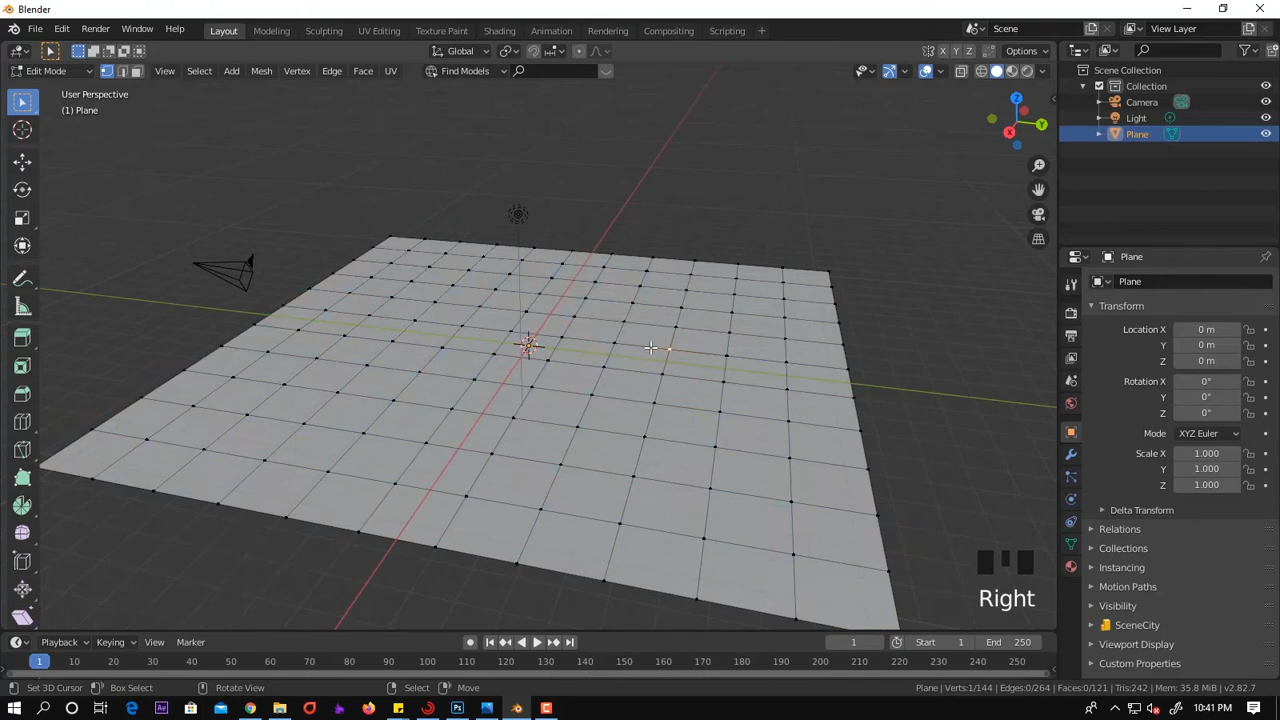 Blender
File Edit Render Window Help Layout Modeling Sculpting UV Editing Texture Paint Shading Animation Rendering Compositing Scripting + Scene View Layer
Global Options
X Y Z
Edit Mode View Select Add Mesh Vertex Edge Face UV Find Models
User Perspective
(1) Plane
Z
Y
X
Scene Collection
Collection
Camera
Light
Plane
Plane
Plane
Transform
Location X 0 m
Y 0 m
Z 0 m
Rotation X 0°
Y 0°
Z 0°
Mode XYZ Euler
Scale X 1.000
Y 1.000
Z 1.000
Delta Transform
Relations
Collections
Instancing
Motion Paths
Visibility
SceneCity
Viewport Display
Custom Properties
Right
Playback Keying View Marker 1 Start 1 End 250
1 10 20 30 40 50 60 70 80 90 100 110 120 130 140 150 160 170 180 190 200 210 220 230 240 250
Set 3D Cursor Box Select Rotate View Select Move Plane | Verts:1/144 | Edges:0/264 | Faces:0/121 | Tris:242 | Mem: 35.8 MiB | v2.82.7
Ae Ps 10:41 PM